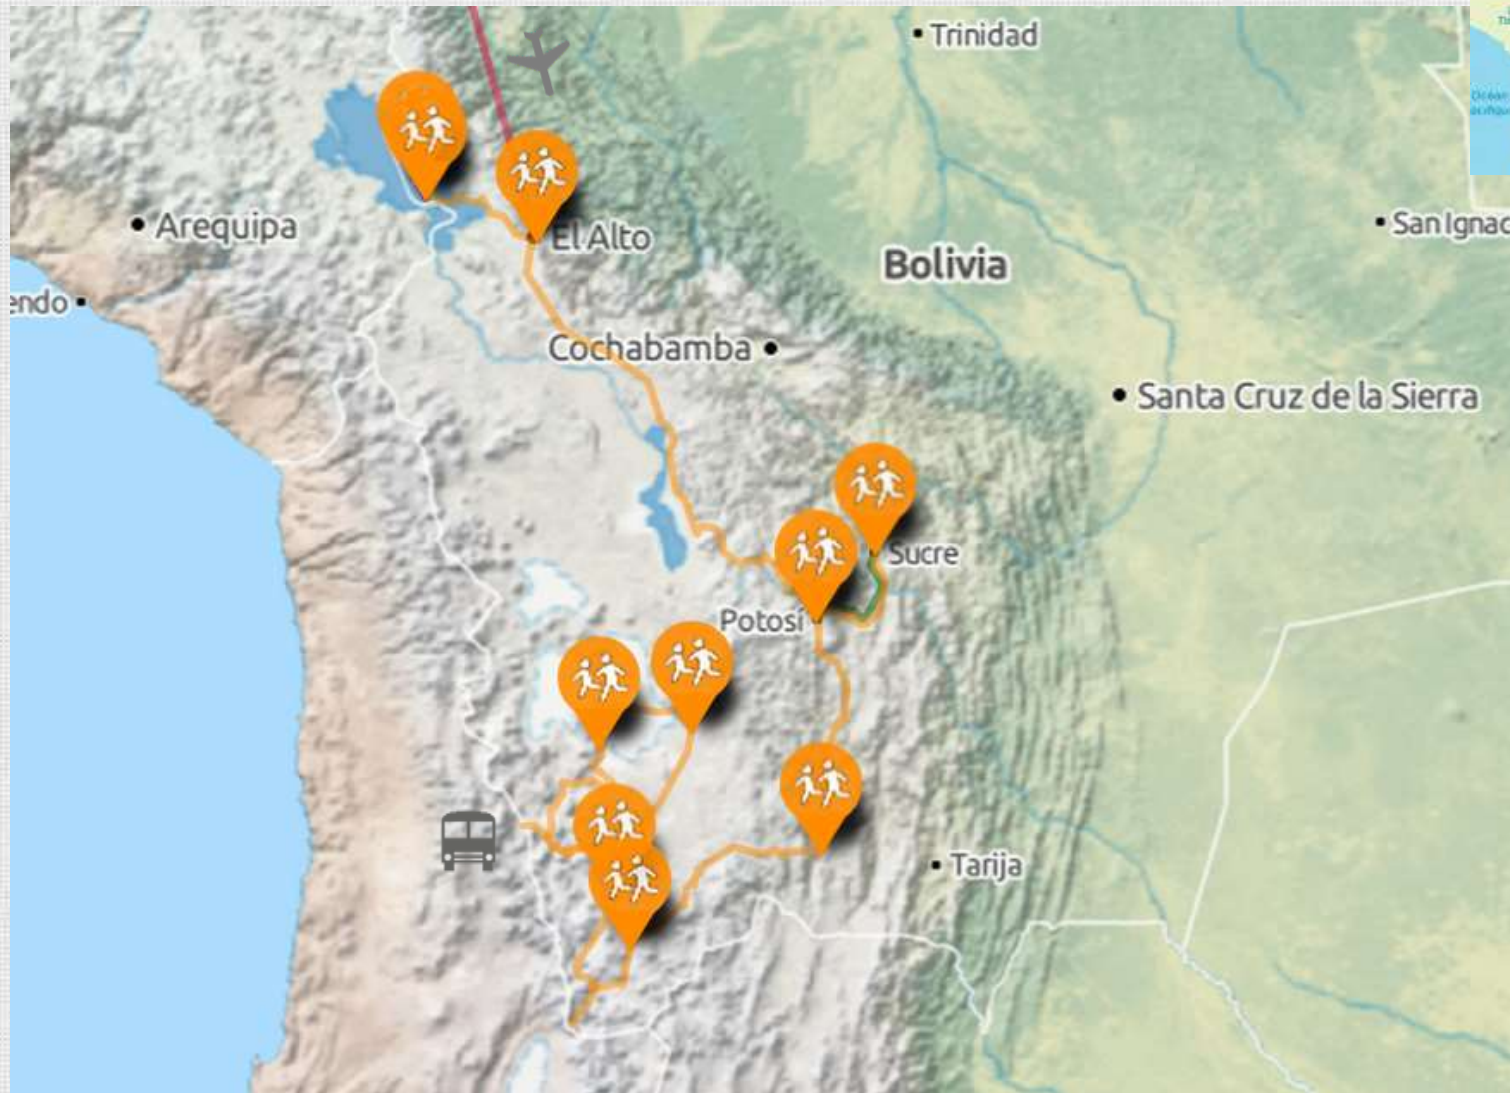 Trinidad
Arequipa
El Alto
San Ignac
Bolivia
endo
Cochabamba
Santa Cruz de la Sierra
Sucre
Potosí
Tarija